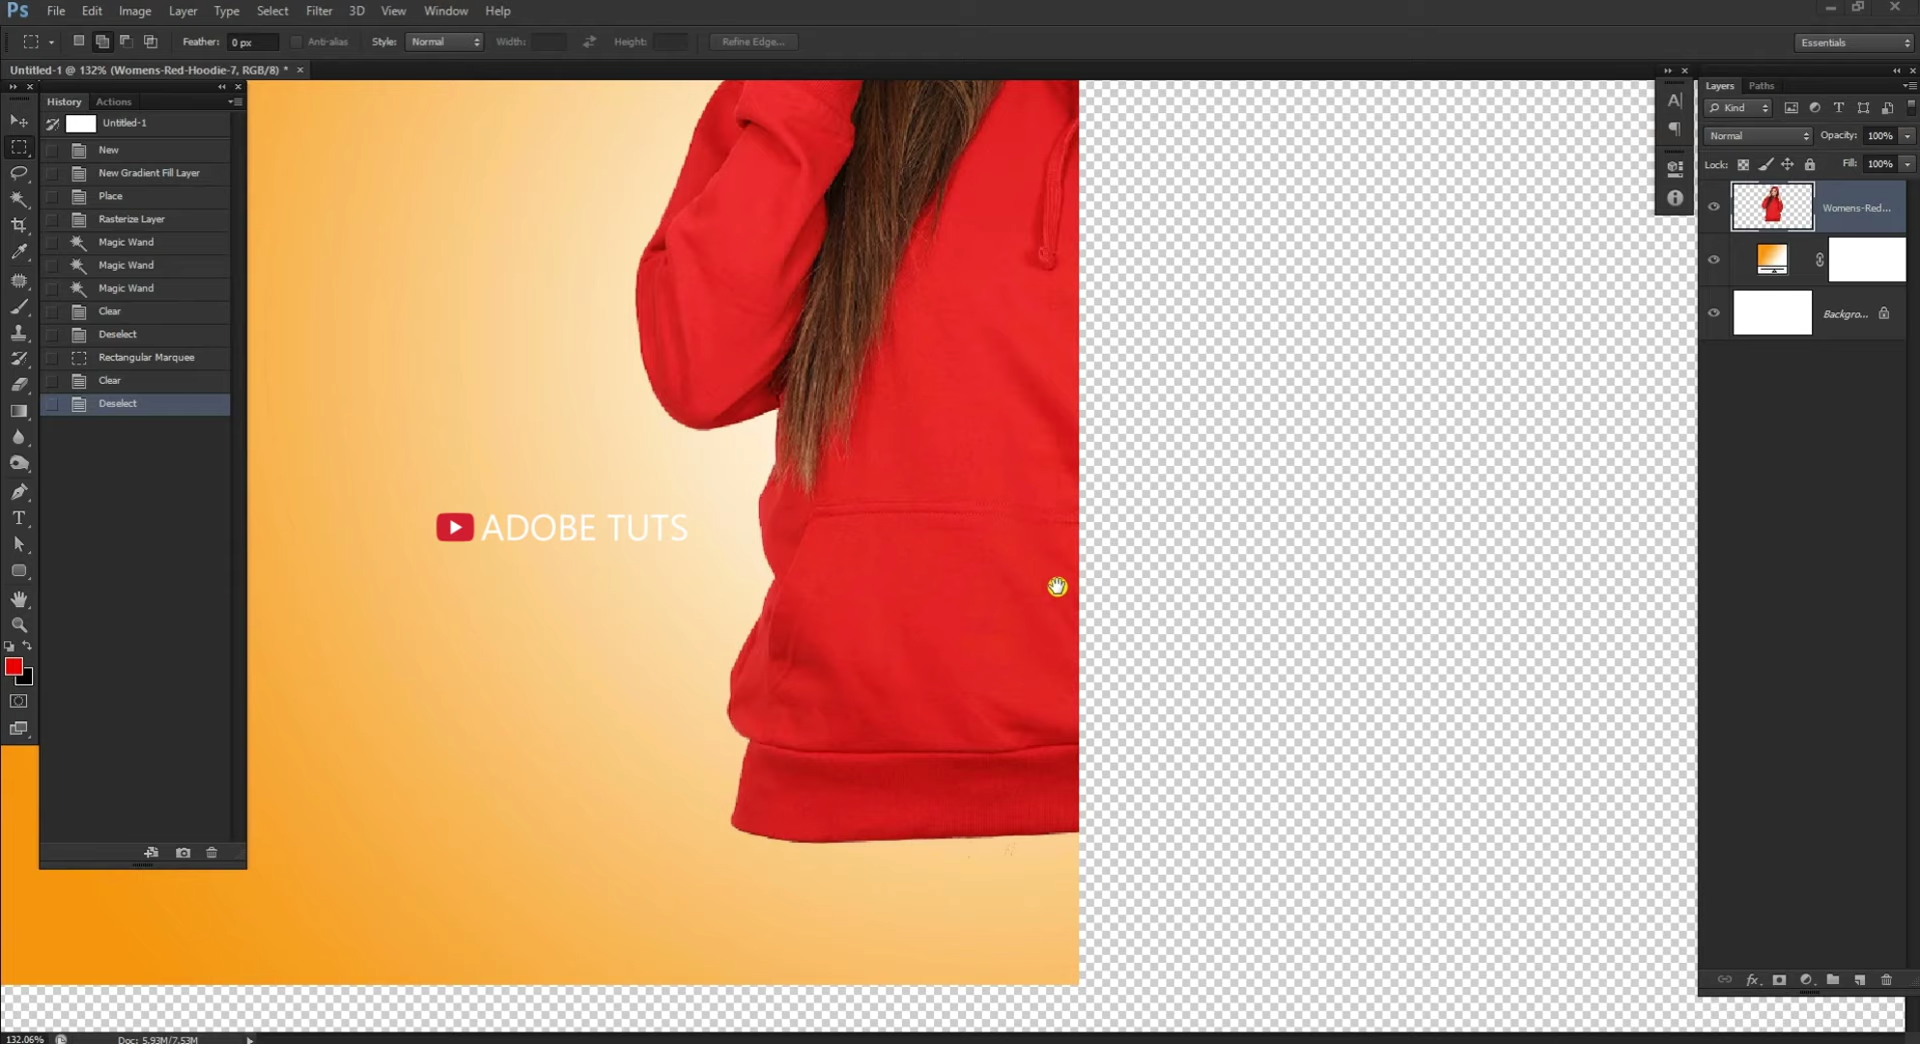 Ps File Edit Image Layer Type Select Filter 3D View Window Help
Feather: 0 px Anti-alias Style: Normal Width: Height: Refine Edge... Essentials
Untitled-1 @ 132% (Womens-Red-Hoodie-7, RGB/8) * ×
History Actions
Untitled-1
New
New Gradient Fill Layer
Place
Rasterize Layer
Magic Wand
Magic Wand
Magic Wand
Clear
Deselect
Rectangular Marquee
Clear
Deselect
ADOBE TUTS
Layers Paths
Kind
Normal Opacity: 100%
Lock: Fill: 100%
Womens-Red...
Backgro...
132.06% Doc: 5.93M/7.53M